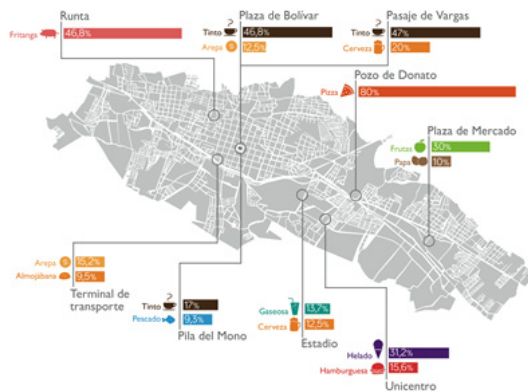 Runta
Fritanga 46,8%
Plaza de Bolívar
Tinto 46,8%
Arepa 12,5%
Pasaje de Vargas
Tinto 47%
Cerveza 20%
Pozo de Donato
Pizza 80%
Plaza de Mercado
Frutas 30%
Papa 10%
Arepa 15,2%
Almojábana 9,5%
Terminal de
transporte
Tinto 17%
Pescado 9,3%
Pila del Mono
Gaseosa 13,7%
Cerveza 12,5%
Estadio
Helado 31,2%
Hamburguesa 15,6%
Unicentro